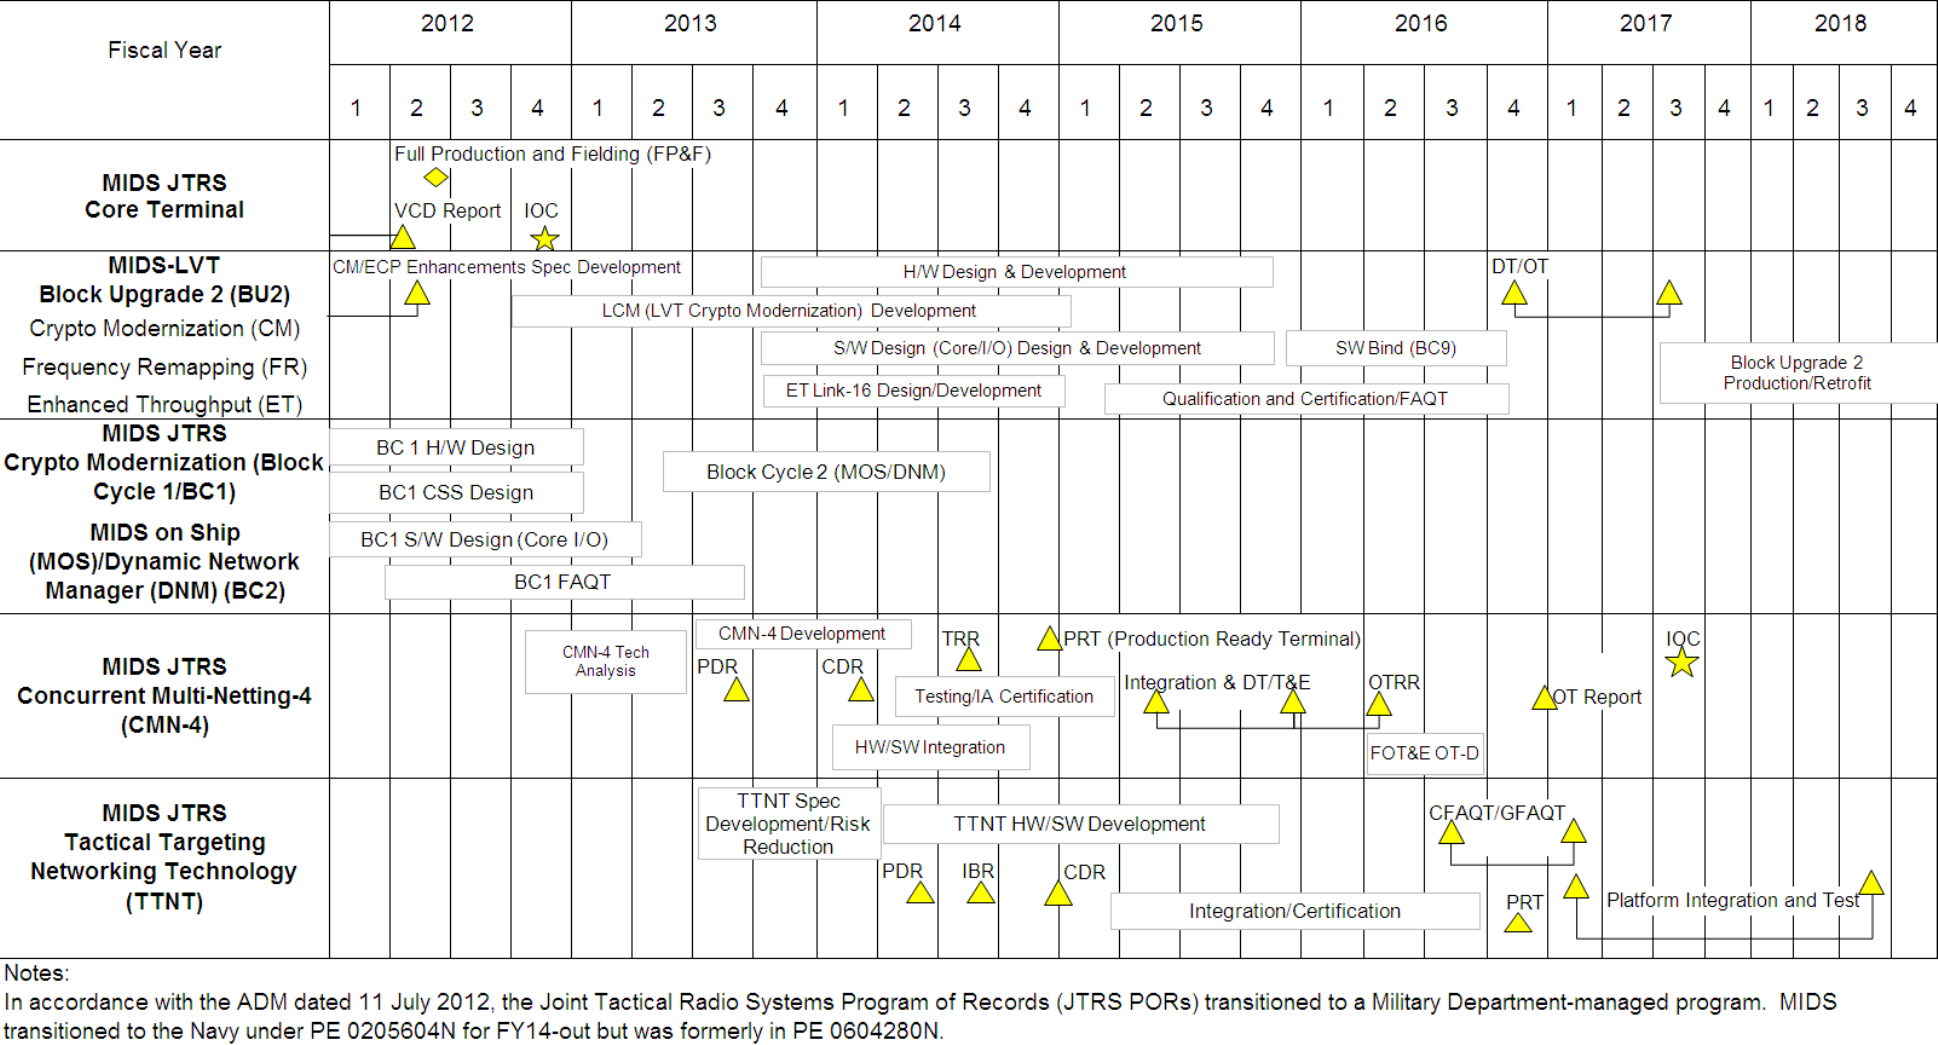 Fiscal Year
2012 2013 2014 2015 2016 2017 2018
1 2 3 4 1 2 3 4 1 2 3 4 1 2 3 4 1 2 3 4 1 2 3 4 1 2 3 4
MIDS JTRS
Core Terminal
Full Production and Fielding (FP&F)
VCD Report
IOC
MIDS-LVT
Block Upgrade 2 (BU2)
Crypto Modernization (CM)
Frequency Remapping (FR)
Enhanced Throughput (ET)
CM/ECP Enhancements Spec Development
H/W Design & Development
DT/OT
LCM (LVT Crypto Modernization) Development
S/W Design (Core/I/O) Design & Development
SW Bind (BC9)
Block Upgrade 2
Production/Retrofit
ET Link-16 Design/Development
Qualification and Certification/FAQT
MIDS JTRS
Crypto Modernization (Block
Cycle 1/BC1)
MIDS on Ship
(MOS)/Dynamic Network
Manager (DNM) (BC2)
BC 1 H/W Design
Block Cycle 2 (MOS/DNM)
BC1 CSS Design
BC1 S/W Design (Core I/O)
BC1 FAQT
MIDS JTRS
Concurrent Multi-Netting-4
(CMN-4)
CMN-4 Tech
Analysis
CMN-4 Development
PDR
CDR
TRR
PRT (Production Ready Terminal)
IOC
Testing/IA Certification
Integration & DT/T&E
OTRR
OT Report
HW/SW Integration
FOT&E OT-D
MIDS JTRS
Tactical Targeting
Networking Technology
(TTNT)
TTNT Spec
Development/Risk
Reduction
TTNT HW/SW Development
CFAQT/GFAQT
PDR
IBR
CDR
Integration/Certification
PRT
Platform Integration and Test
Notes:
In accordance with the ADM dated 11 July 2012, the Joint Tactical Radio Systems Program of Records (JTRS PORs) transitioned to a Military Department-managed program.  MIDS
transitioned to the Navy under PE 0205604N for FY14-out but was formerly in PE 0604280N.